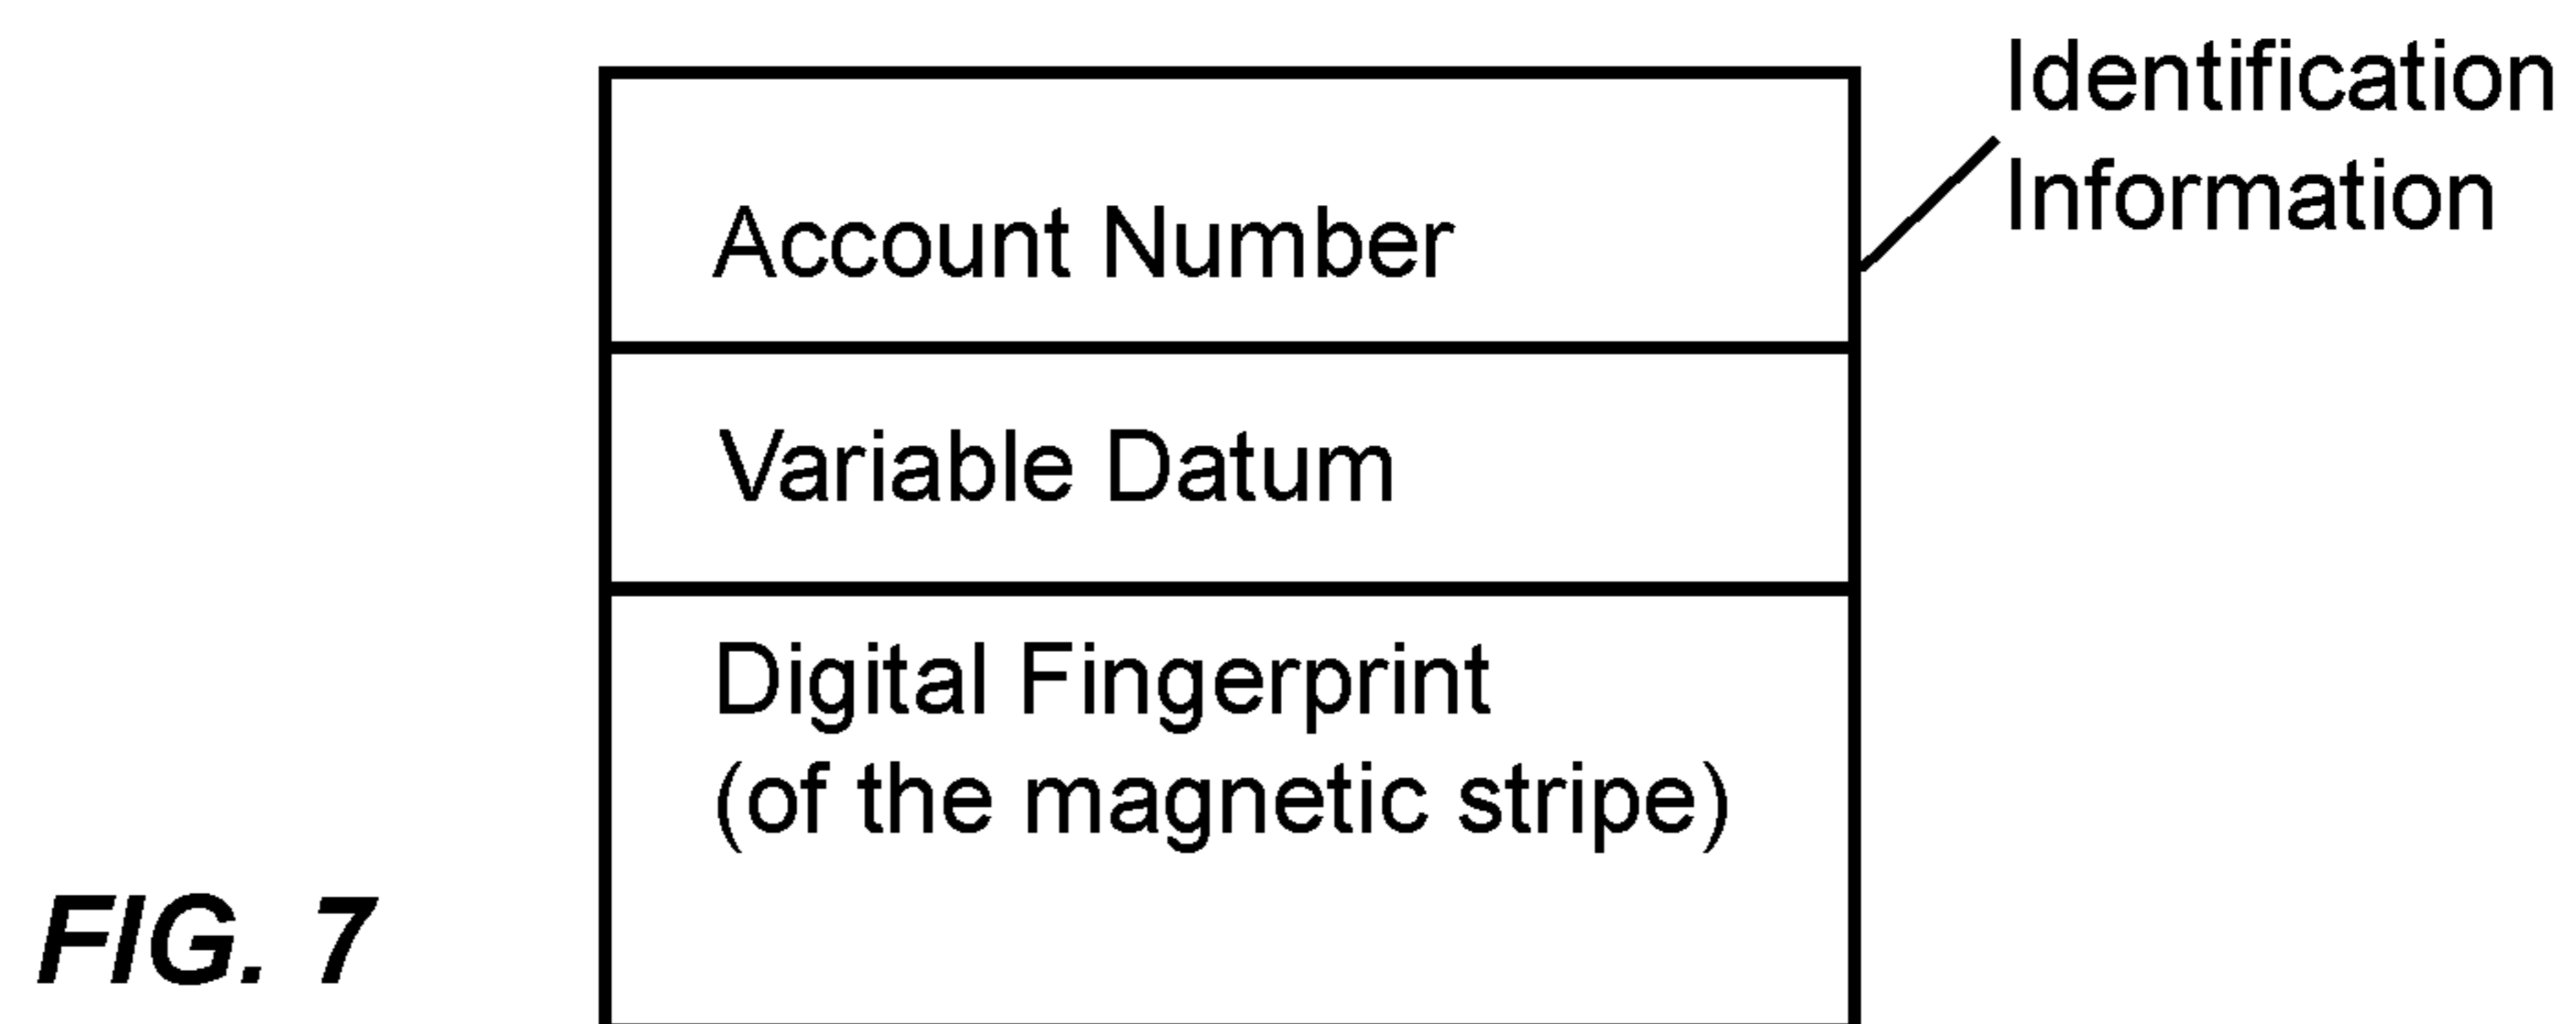 Identification
Information
Account Number
Variable Datum
Digital Fingerprint
(of the magnetic stripe)
FIG. 7